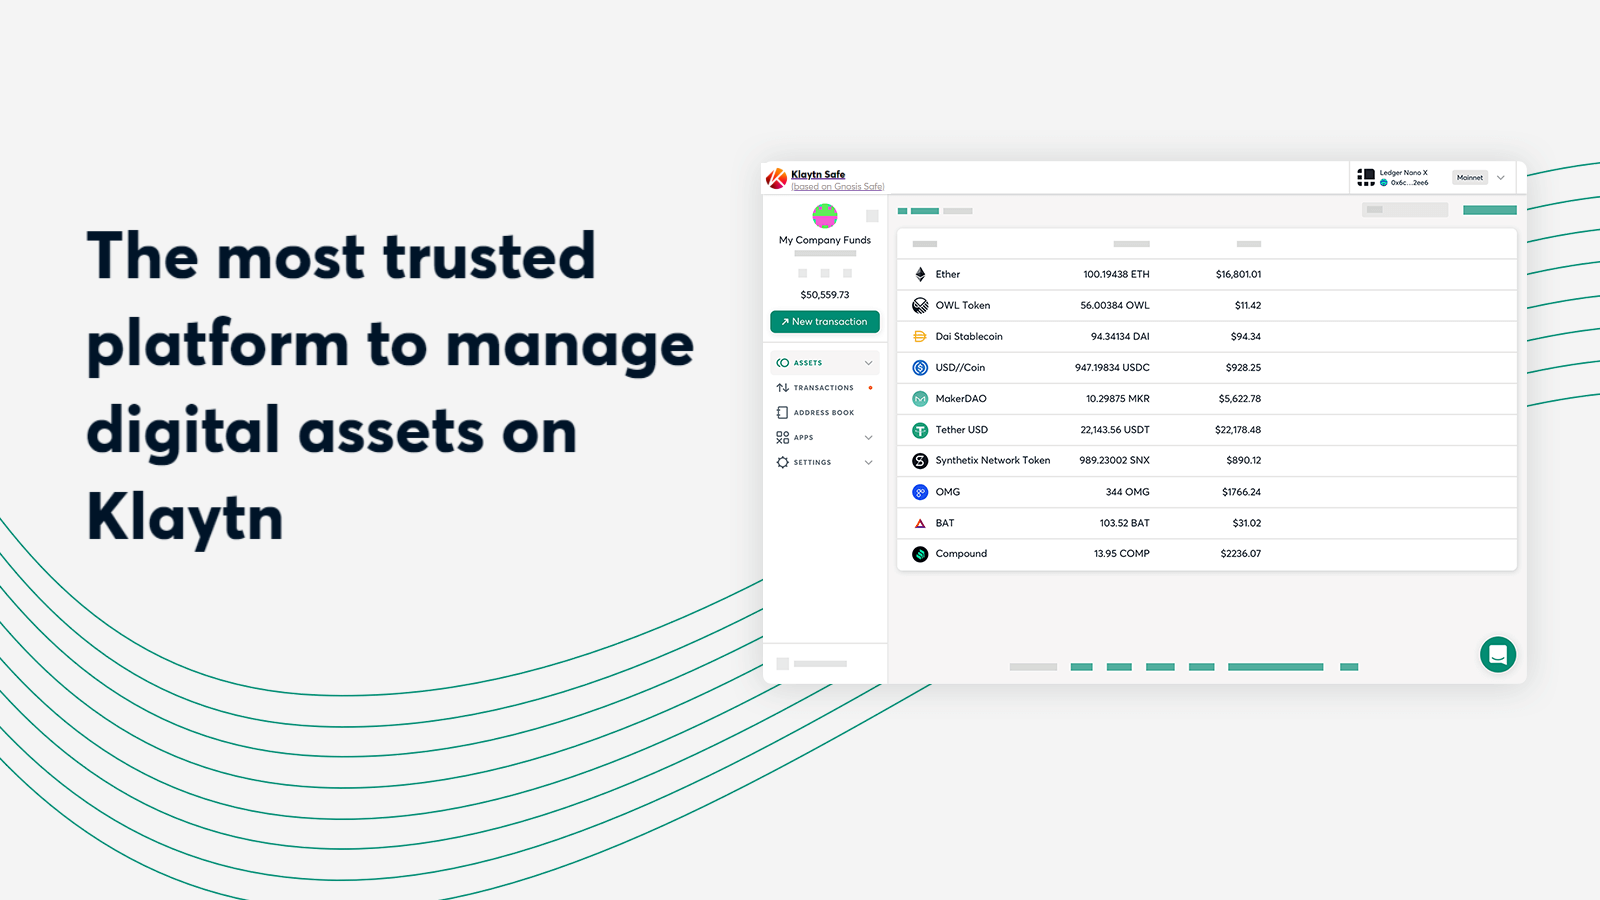 The most trusted
platform to manage
digital assets on
Klaytn
Klaytn Safe
(based on Gnosis Safe)
Ledger Nano X
0x6c...2ee6
Mainnet
My Company Funds
$50,559.73
New transaction
ASSETS
TRANSACTIONS
ADDRESS BOOK
APPS
SETTINGS
Ether 100.19438 ETH $16,801.01
OWL Token 56.00384 OWL $11.42
Dai Stablecoin 94.34134 DAI $94.34
USD//Coin 947.19834 USDC $928.25
MakerDAO 10.29875 MKR $5,622.78
Tether USD 22,143.56 USDT $22,178.48
Synthetix Network Token 989.23002 SNX $890.12
OMG 344 OMG $1766.24
BAT 103.52 BAT $31.02
Compound 13.95 COMP $2236.07